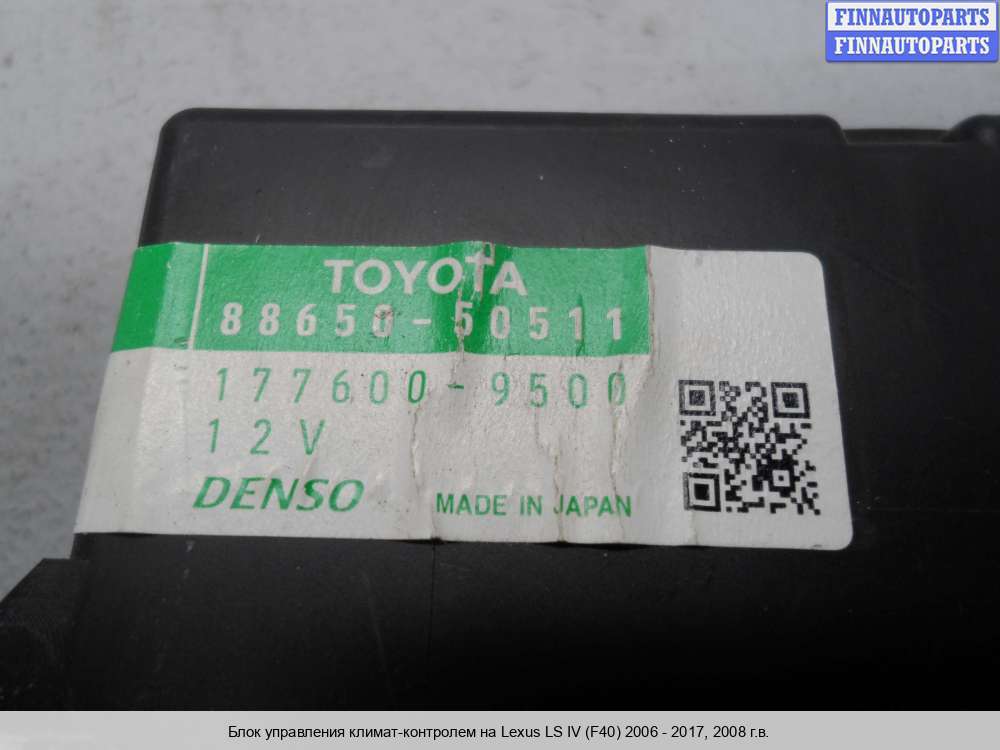 FINNAUTOPARTS
FINNAUTOPARTS
TOYOTA
88650-50511
177600-9500
12V
DENSO MADE IN JAPAN
Блок управления климат-контролем на Lexus LS IV (F40) 2006 - 2017, 2008 г.в.